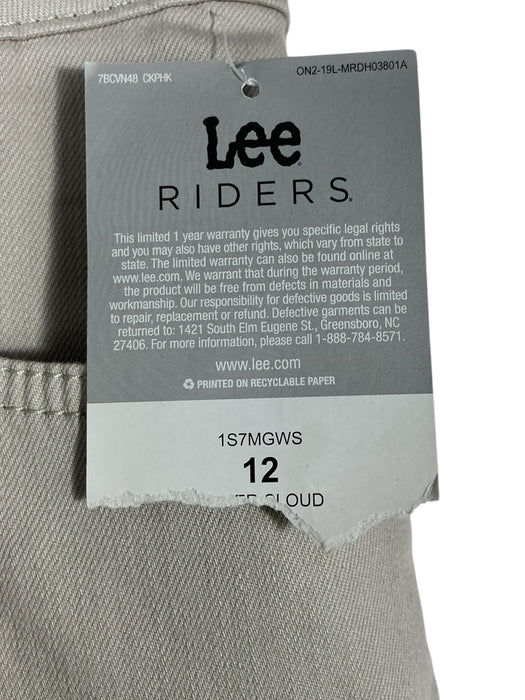 7BCVN48 CKPHK
ON2-19L-MRDH03801A
Lee
RIDERS®
This limited 1 year warranty gives you specific legal rights
and you may also have other rights, which vary from state to
state. The limited warranty can also be found online at
www.lee.com. We warrant that during the warranty period,
the product will be free from defects in materials and
workmanship. Our responsibility for defective goods is limited
to repair, replacement or refund. Defective garments can be
returned to: 1421 South Elm Eugene St., Greensboro, NC
27406. For more information, please call 1-888-784-8571.
www.lee.com
PRINTED ON RECYCLABLE PAPER
1S7MGWS
12
CLOUD